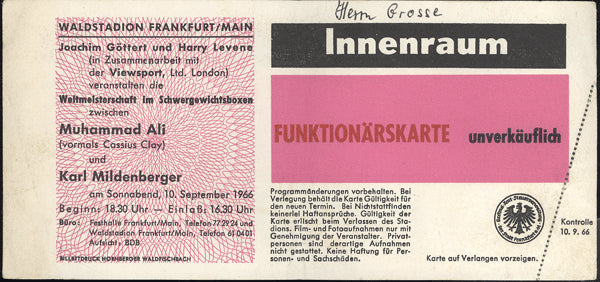 Herrn Grosse
WALDSTADION FRANKFURT/MAIN
Joachim Göttert und Harry Levene
(in Zusammenarbeit mit
der Viewsport, Ltd. London)
veranstalten die
Weltmeisterschaft im Schwergewichtsboxen
zwischen
Muhammad Ali
(vormals Cassius Clay)
und
Karl Mildenberger
am Sonnabend, 10. September 1966
Beginn: 18.30 Uhr — Einlaß: 16.30 Uhr
Büro: Festhalle Frankfurt/Main, Telefon 77 29 24 und
Waldstadion Frankfurt/Main, Telefon 61 04 01
Aufsicht: BDB
BILLETTDRUCK HORNBERGER WALDFISCHBACH
Innenraum
FUNKTIONÄRSKARTE unverkäuflich
Programmänderungen vorbehalten. Bei
Verlegung behält die Karte Gültigkeit für
den neuen Termin. Bei Nichtstattfinden
keinerlei Haftansprüche. Gültigkeit der
Karte erlischt beim Verlassen des Sta-
dions. Film- und Fotoaufnahmen nur mit
Genehmigung der Veranstalter. Privat-
personen sind derartige Aufnahmen
nicht gestattet. Keine Haftung für Per-
sonen- und Sachschäden.
Karte auf Verlangen vorzeigen.
Kontrolle
10. 9. 66